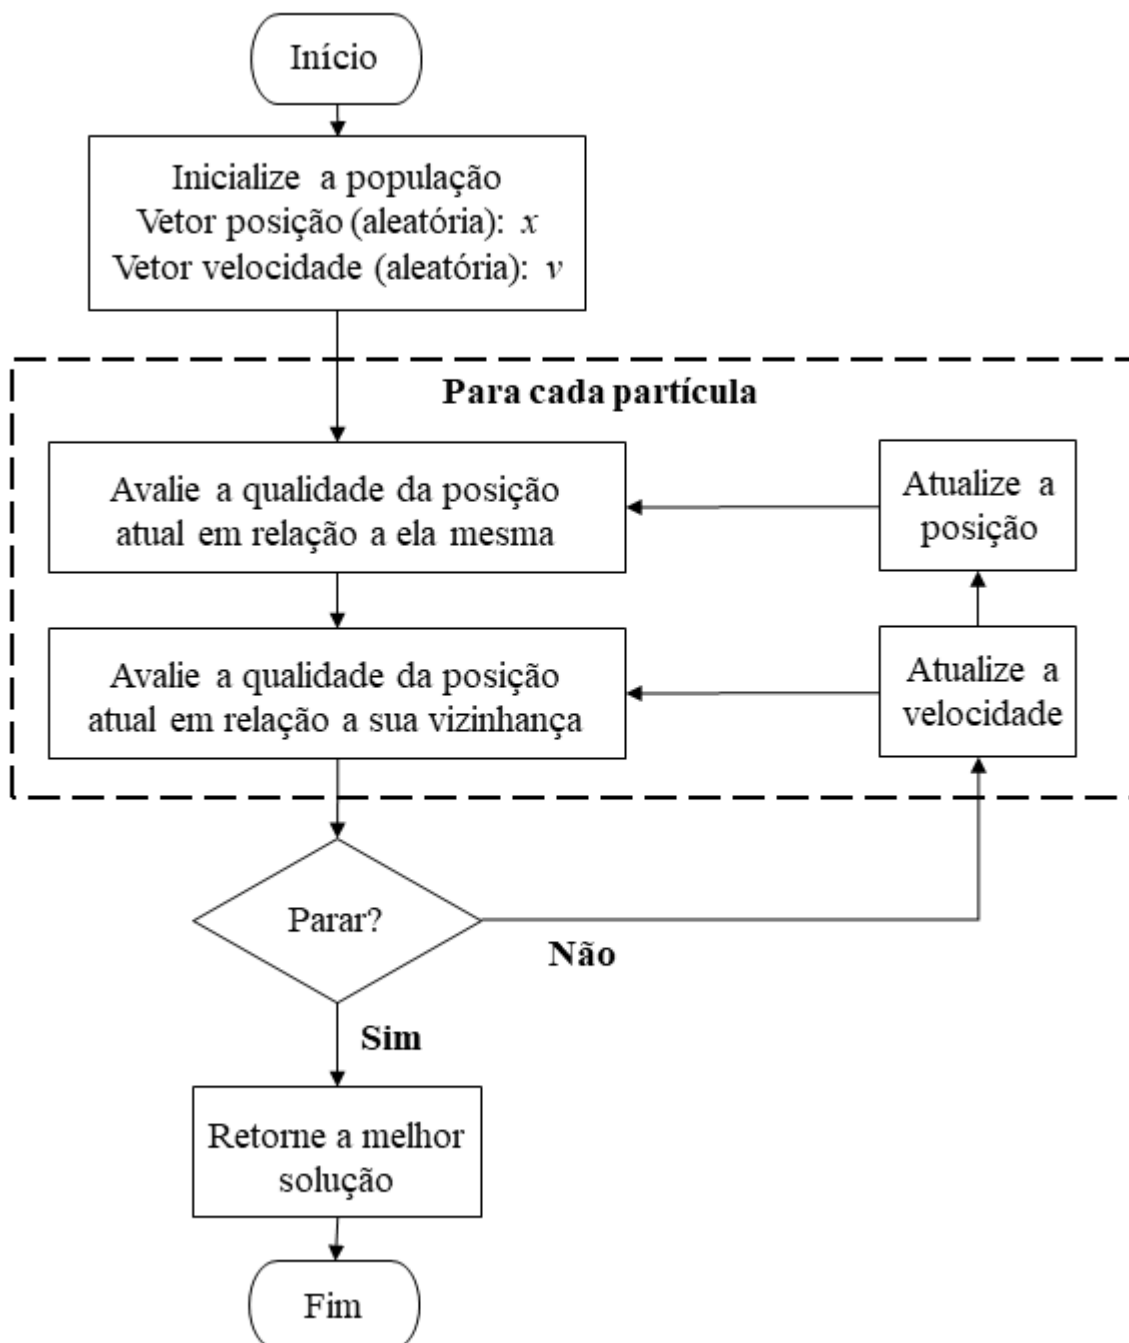 Início
Inicialize a população
Vetor posição (aleatória): x
Vetor velocidade (aleatória): v
Para cada partícula
Avalie a qualidade da posição
atual em relação a ela mesma
Atualize a
posição
Avalie a qualidade da posição
atual em relação a sua vizinhança
Atualize a
velocidade
Parar?
Não
Sim
Retorne a melhor
solução
Fim